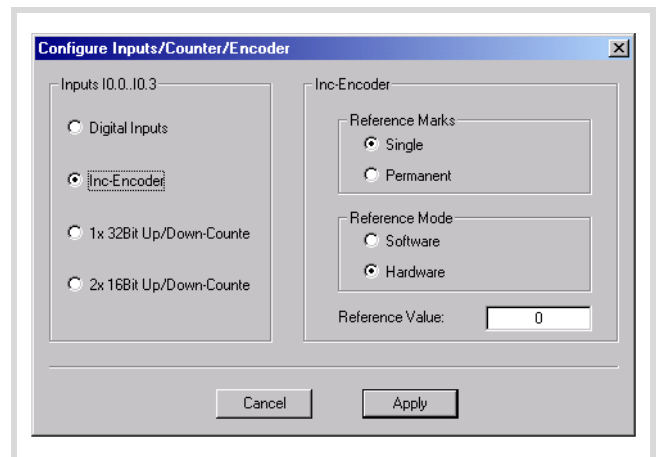 Configure Inputs/Counter/Encoder
Inputs I0.0..I0.3
Digital Inputs
Inc-Encoder
1x 32Bit Up/Down-Counte
2x 16Bit Up/Down-Counte
Inc-Encoder
Reference Marks
Single
Permanent
Reference Mode
Software
Hardware
Reference Value: 0
Cancel Apply